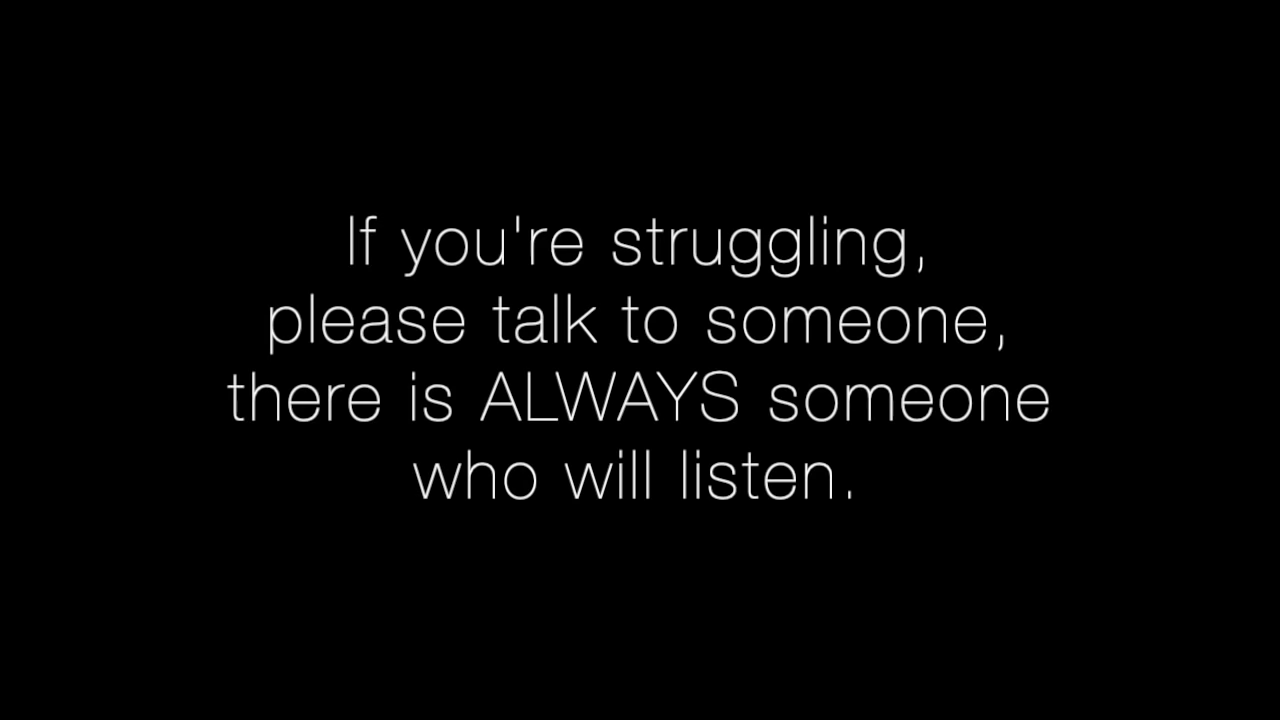 If you're struggling,
please talk to someone,
there is ALWAYS someone
who will listen.